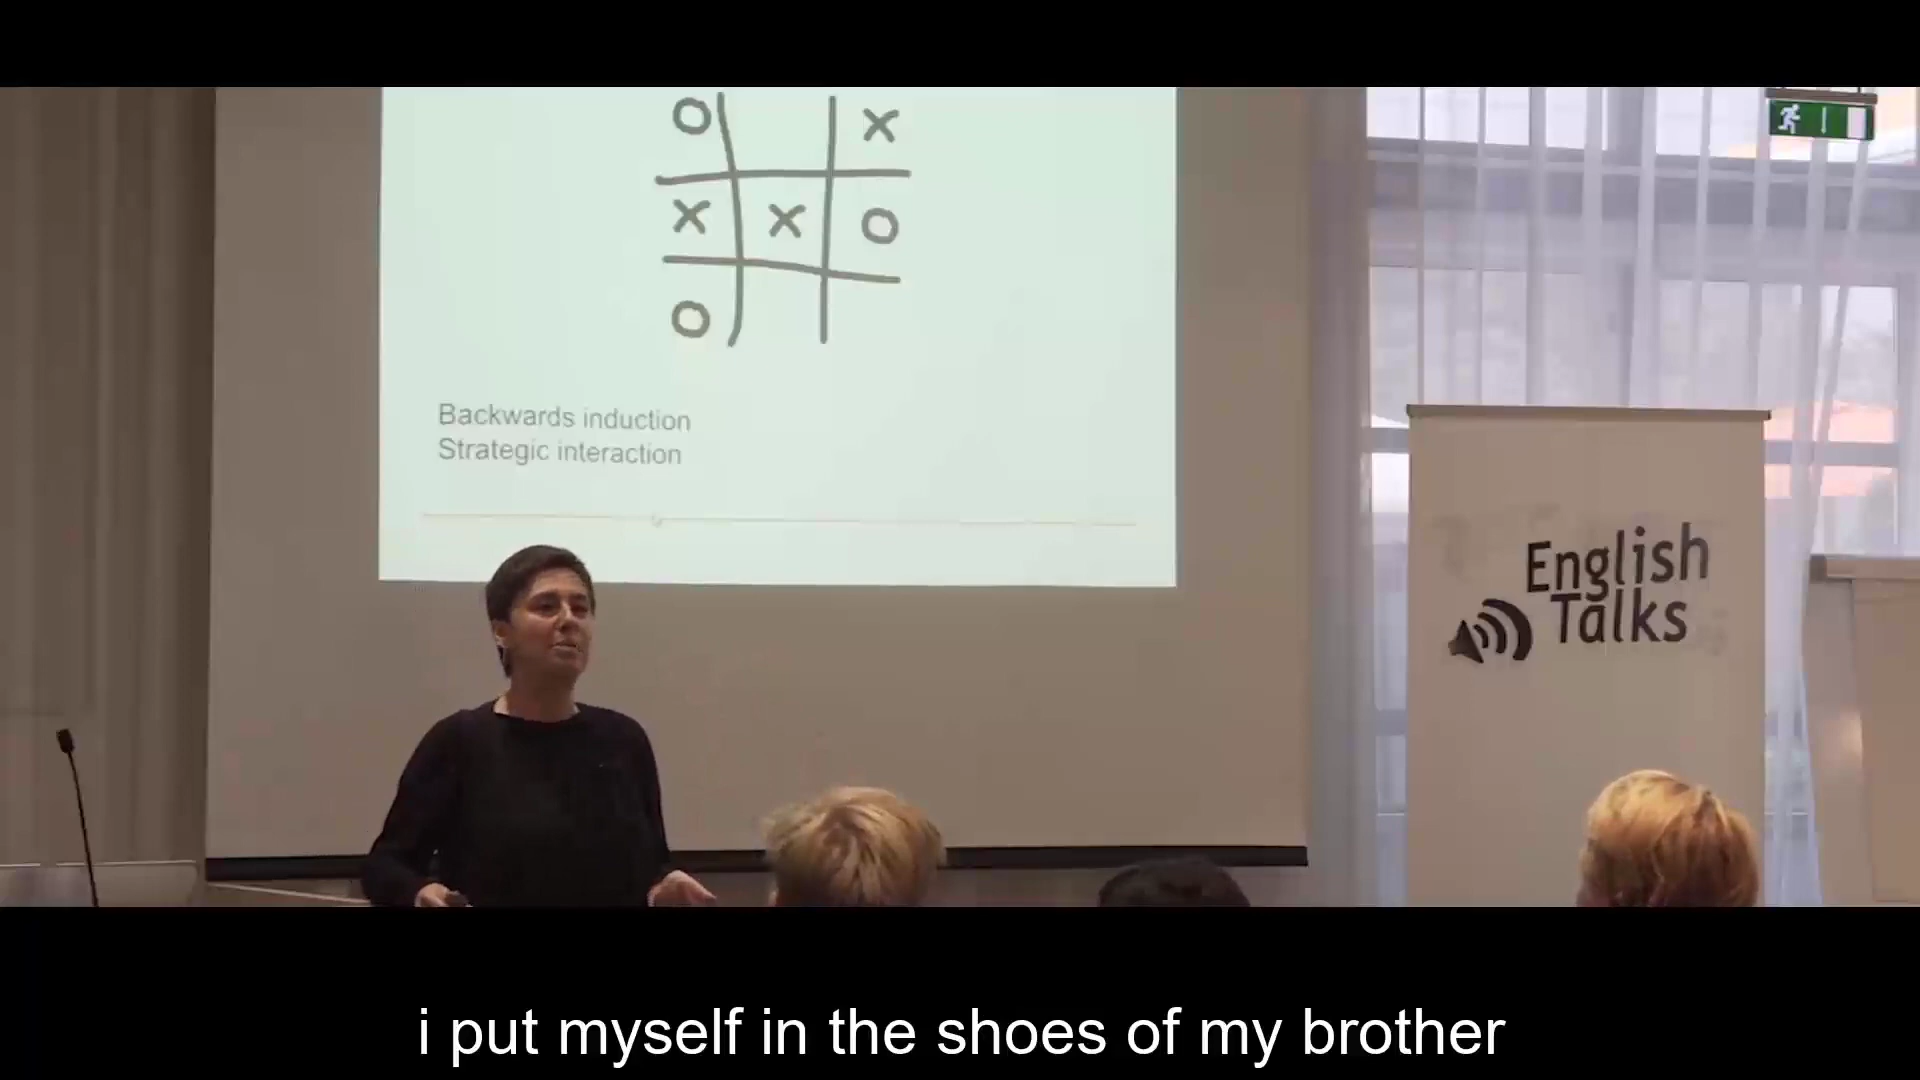 O X
X X O
O
Backwards induction
Strategic interaction
English
Talks
i put myself in the shoes of my brother